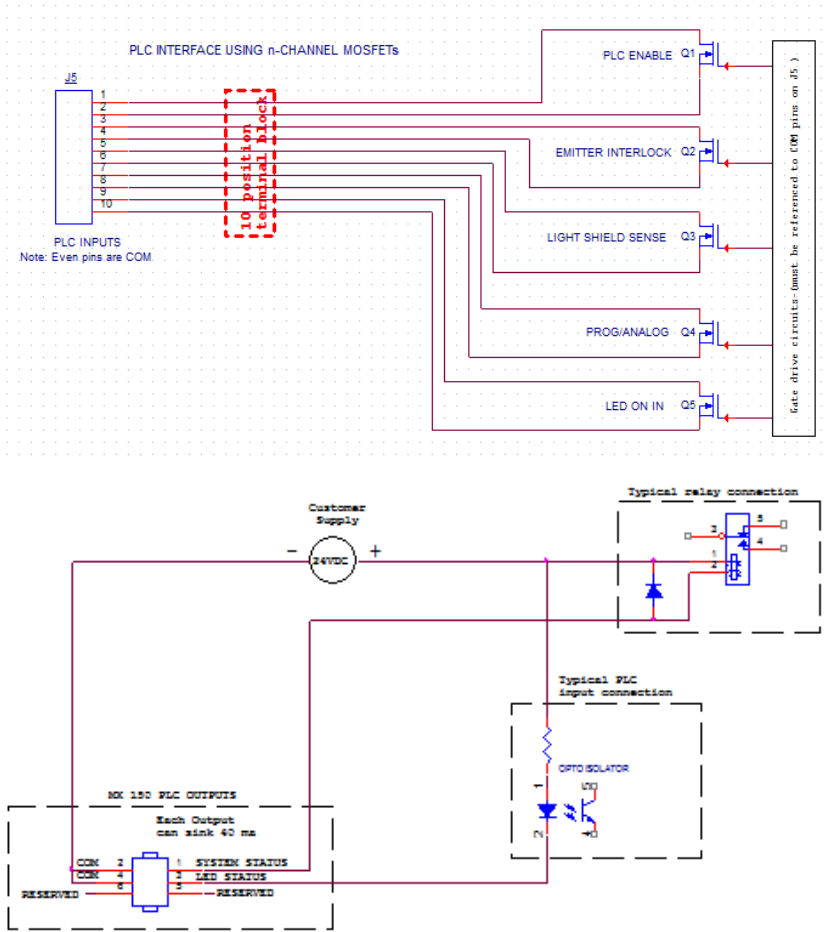 PLC INTERFACE USING n-CHANNEL MOSFETs
J5
1
2
3
4
5
6
7
8
9
10
PLC INPUTS
Note: Even pins are COM
10 position
terminal block
PLC ENABLE Q1
EMITTER INTERLOCK Q2
LIGHT SHIELD SENSE Q3
PROG/ANALOG Q4
LED ON IN Q5
Gate drive circuits-(must be referenced to COM pins on J5 )
Customer
Supply
- 24VDC +
Typical relay connection
3
5
4
1
2
Typical PLC
input connection
OPTO ISOLATOR
1
5
2
4
MX 150 PLC OUTPUTS
Each Output
can sink 40 ma
COM 2 1 SYSTEM STATUS
COM 4 3 LED STATUS
RESERVED 6 5 RESERVED